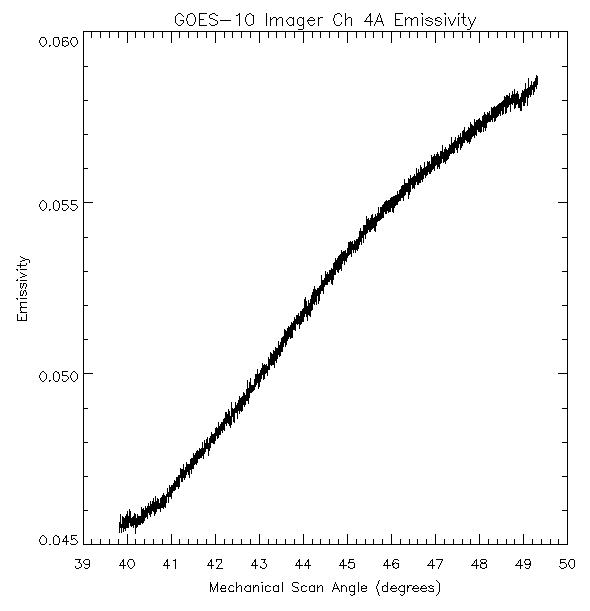 GOES-10 Imager Ch 4A Emissivity
0.060
0.055
0.050
0.045
Emissivity
39 40 41 42 43 44 45 46 47 48 49 50
Mechanical Scan Angle (degrees)